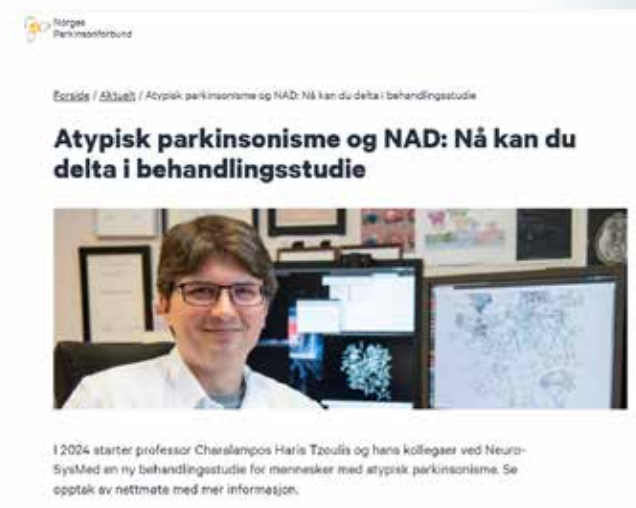 Norges
Parkinsonforbund
Forside / Aktuelt / Atypisk parkinsonisme og NAD: Nå kan du delta i behandlingsstudie
Atypisk parkinsonisme og NAD: Nå kan du
delta i behandlingsstudie
I 2024 starter professor Charalampos Haris Tzoulis og hans kollegaer ved Neuro-
SysMed en ny behandlingsstudie for mennesker med atypisk parkinsonisme. Se
opptak av nettmøte med mer informasjon.